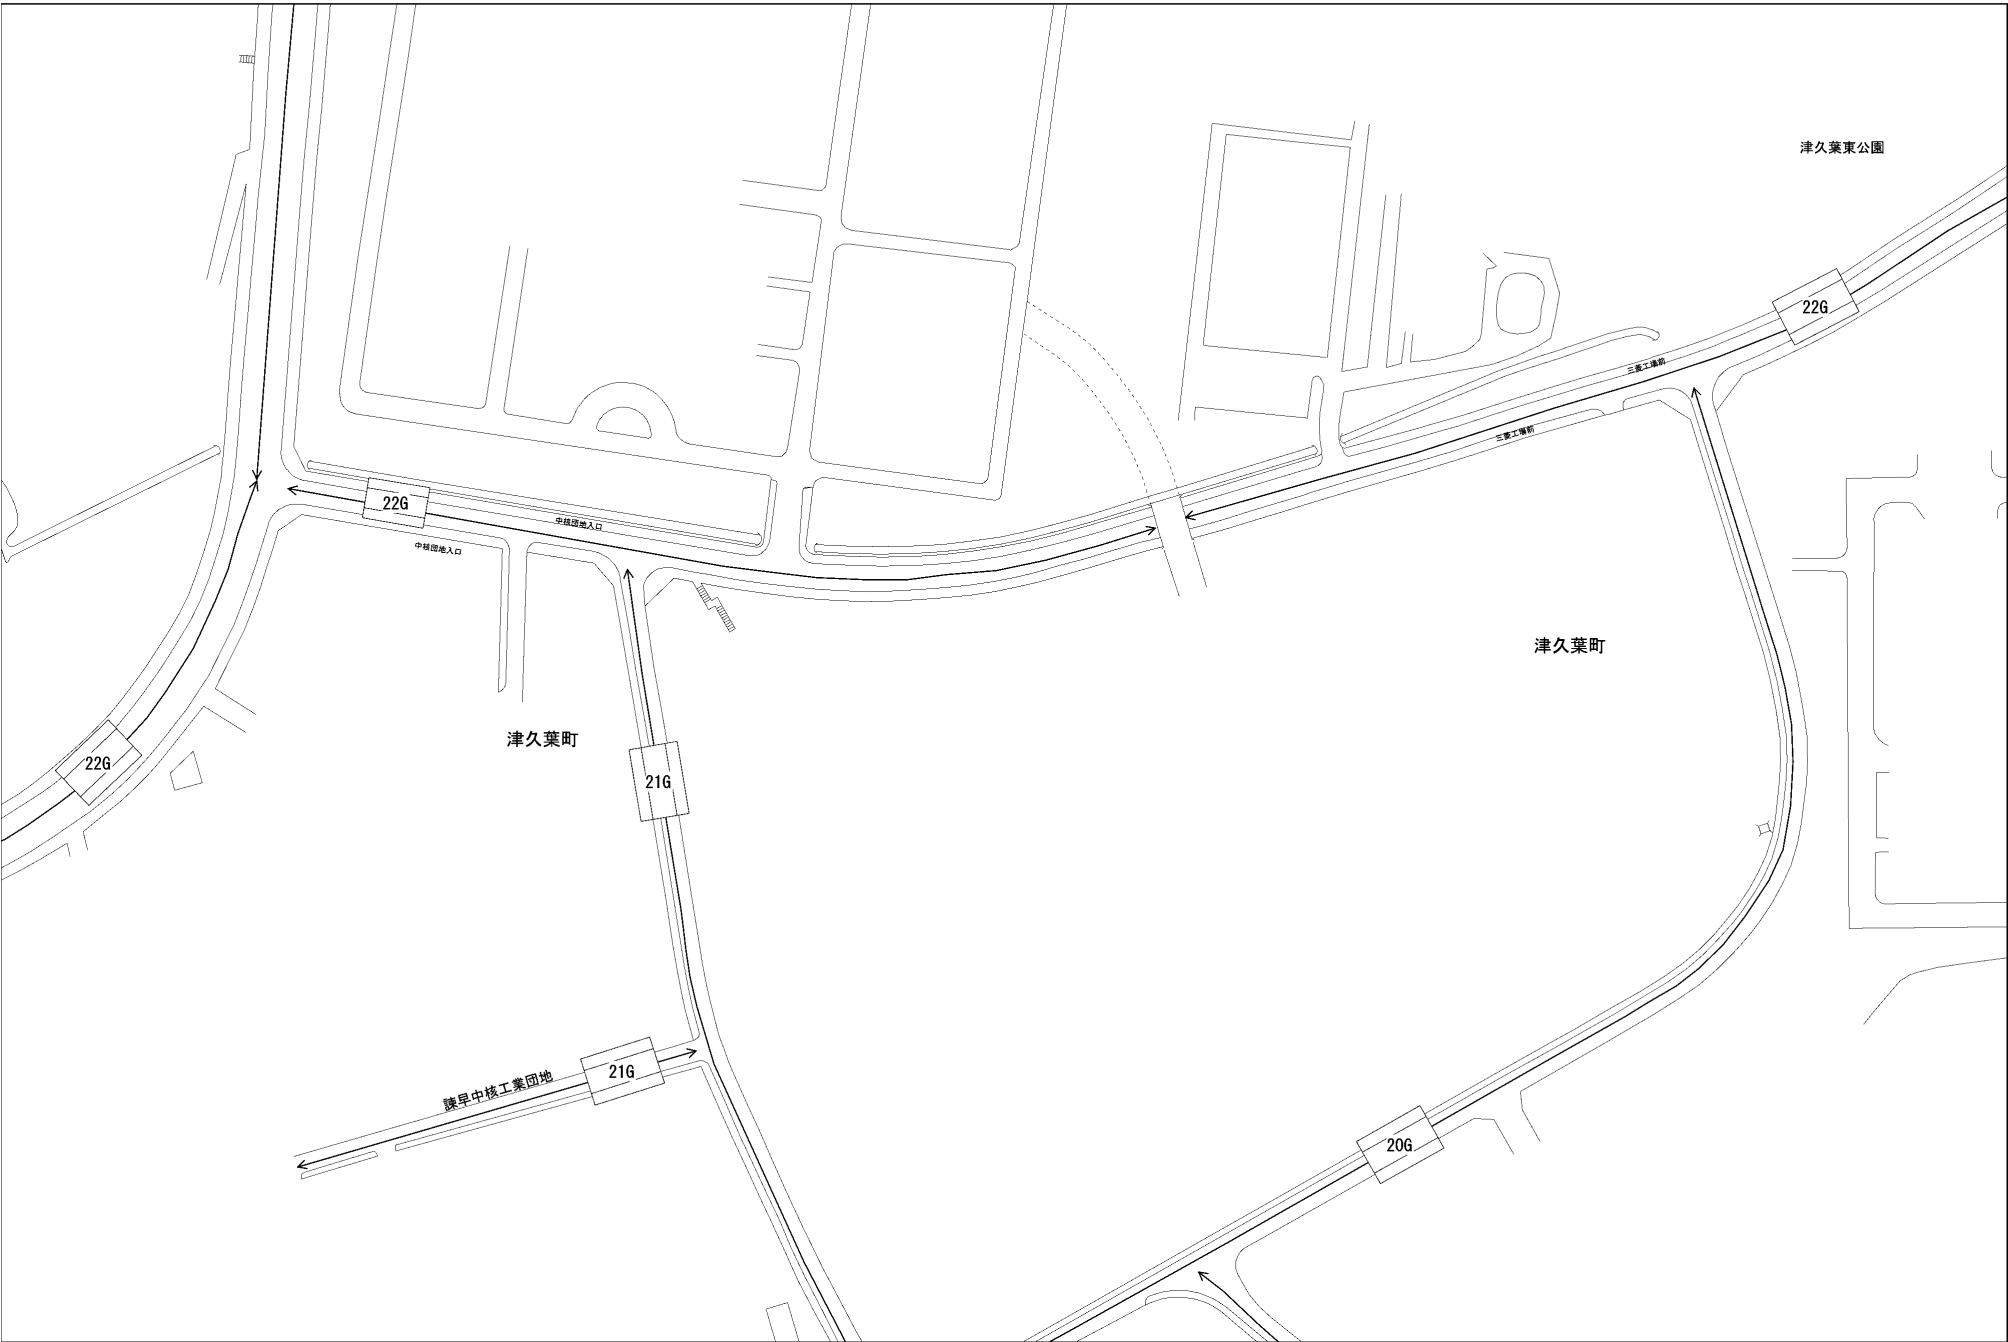 津久葉東公園
22G
三菱工場前
三菱工場前
22G
中核団地入口
中核団地入口
津久葉町
津久葉町
22G
21G
21G
諫早中核工業団地
20G